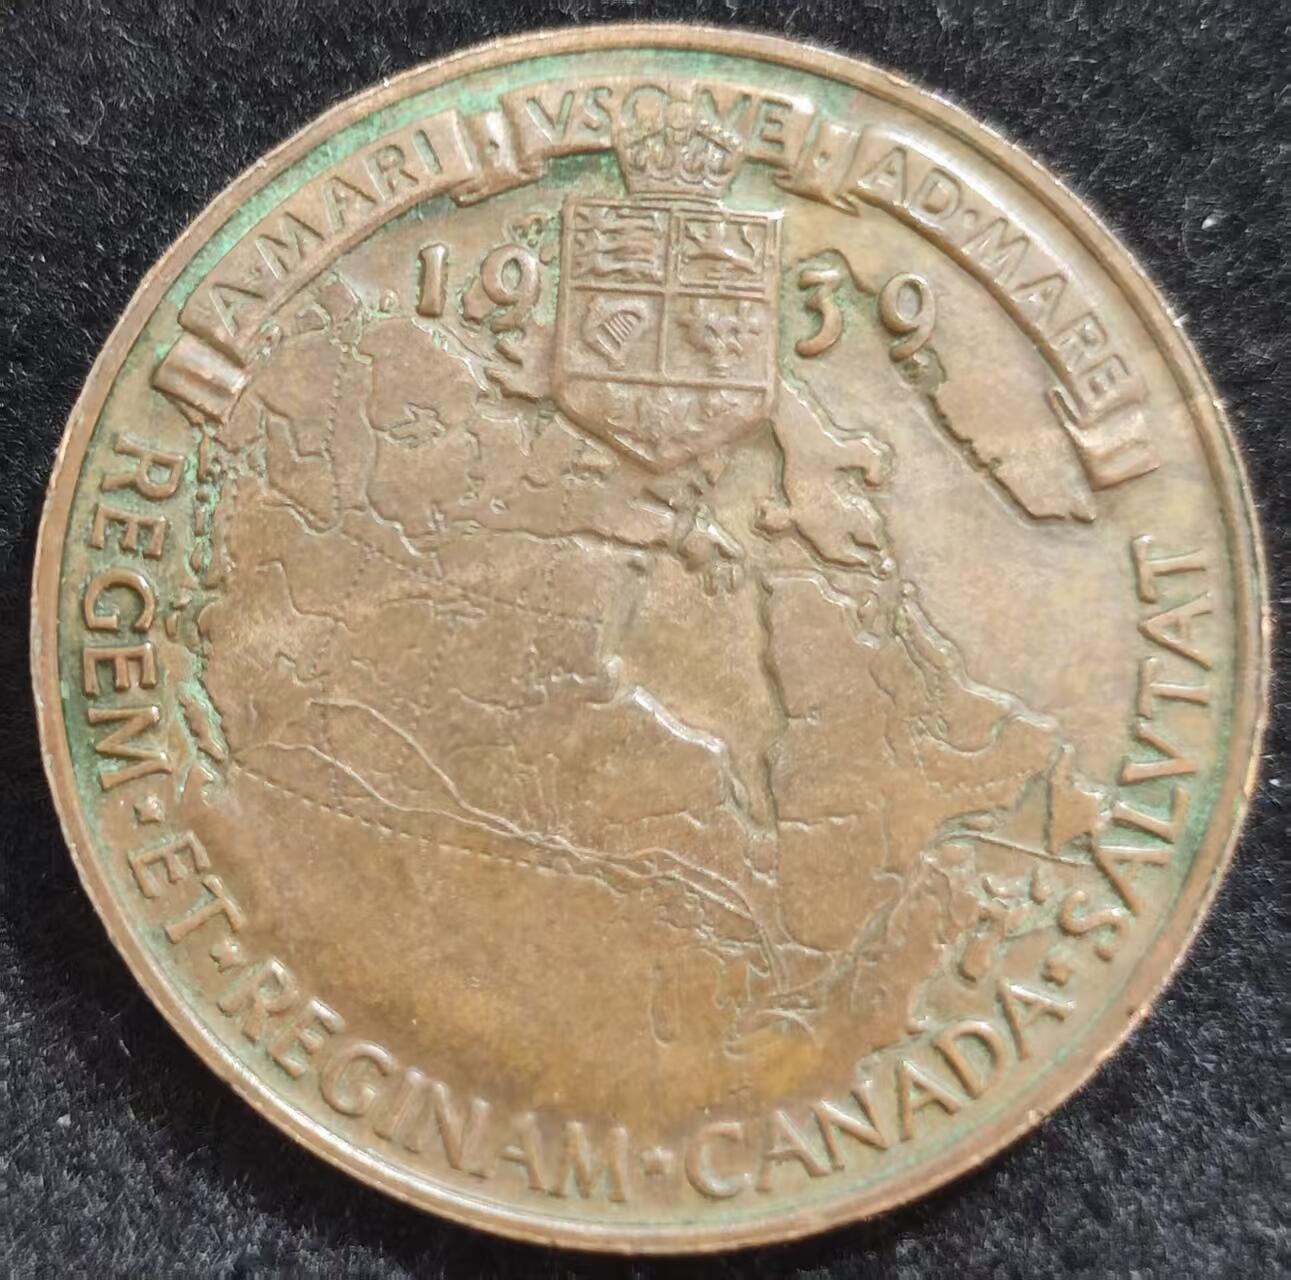 A·MARI·VSQVE·AD·MARE
1939
REGEM·ET·REGINAM·CANADA·SALVTAT